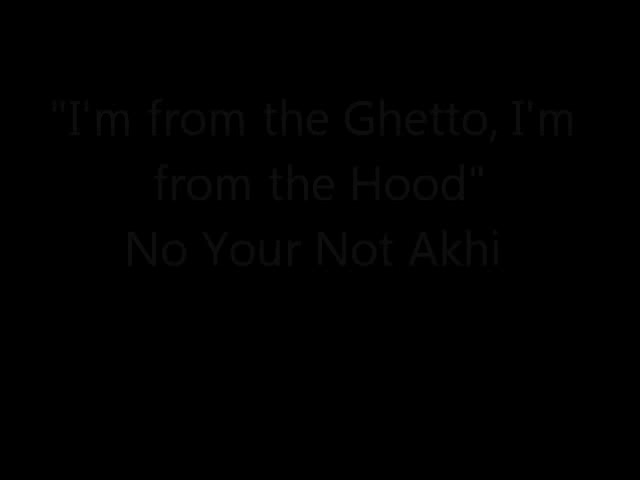 "I'm from the Ghetto, I'm
from the Hood"
No Your Not Akhi